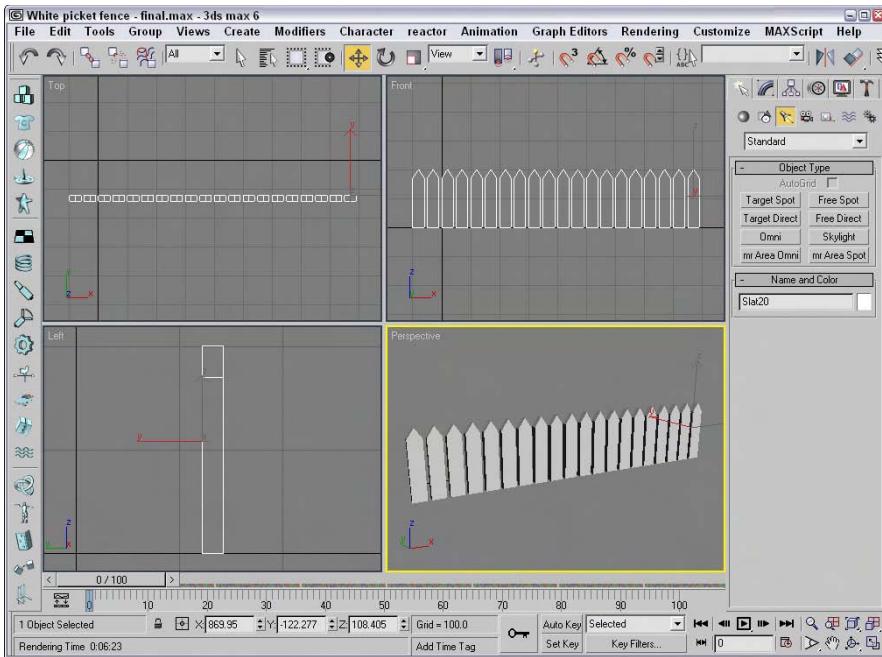 White picket fence - final.max - 3ds max 6
File Edit Tools Group Views Create Modifiers Character reactor Animation Graph Editors Rendering Customize MAXScript Help
All
View
3
%
ABC
Top
Front
Standard
- Object Type
AutoGrid
Target Spot Free Spot
Target Direct Free Direct
Omni Skylight
mr Area Omni mr Area Spot
- Name and Color
Slat20
y
z x
z
y
z
x
Left
Perspective
y
z
y x
z
x
z
y x
< 0 / 100 >
0 10 20 30 40 50 60 70 80 90 100
1 Object Selected X: 869.95 Y: -122.277 Z: 108.405 Grid = 100.0 Auto Key Selected
Rendering Time 0:06:23 Add Time Tag Set Key Key Filters... 0